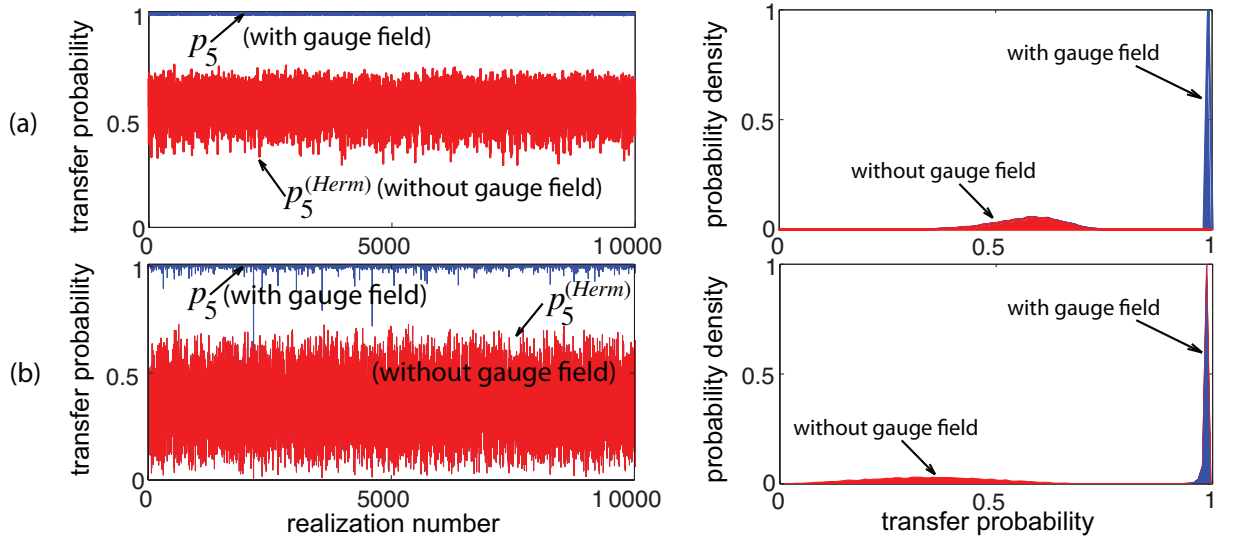 (a)
transfer probability
1
0.5
0
p5 (with gauge field)
p5(Herm) (without gauge field)
0 5000 10000
probability density
1
0.5
0
with gauge field
without gauge field
0 0.5 1
(b)
transfer probability
1
0.5
0
p5 (with gauge field)
p5(Herm)
(without gauge field)
0 5000 10000
realization number
probability density
1
0.5
0
with gauge field
without gauge field
0 0.5 1
transfer probability